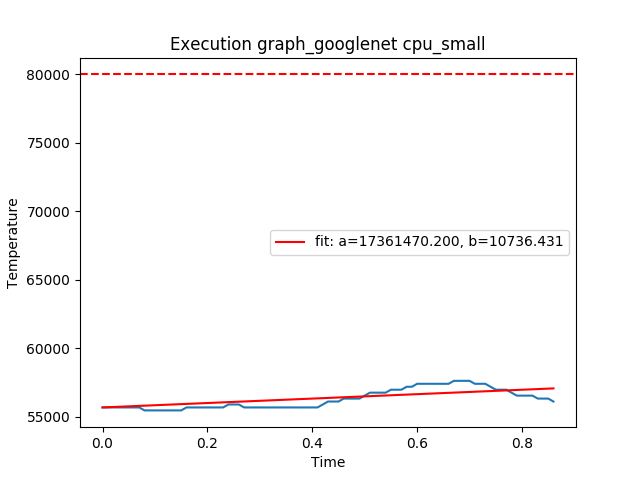 Execution graph_googlenet cpu_small
80000
75000
70000
65000
60000
55000
Temperature
fit: a=17361470.200, b=10736.431
0.0 0.2 0.4 0.6 0.8
Time